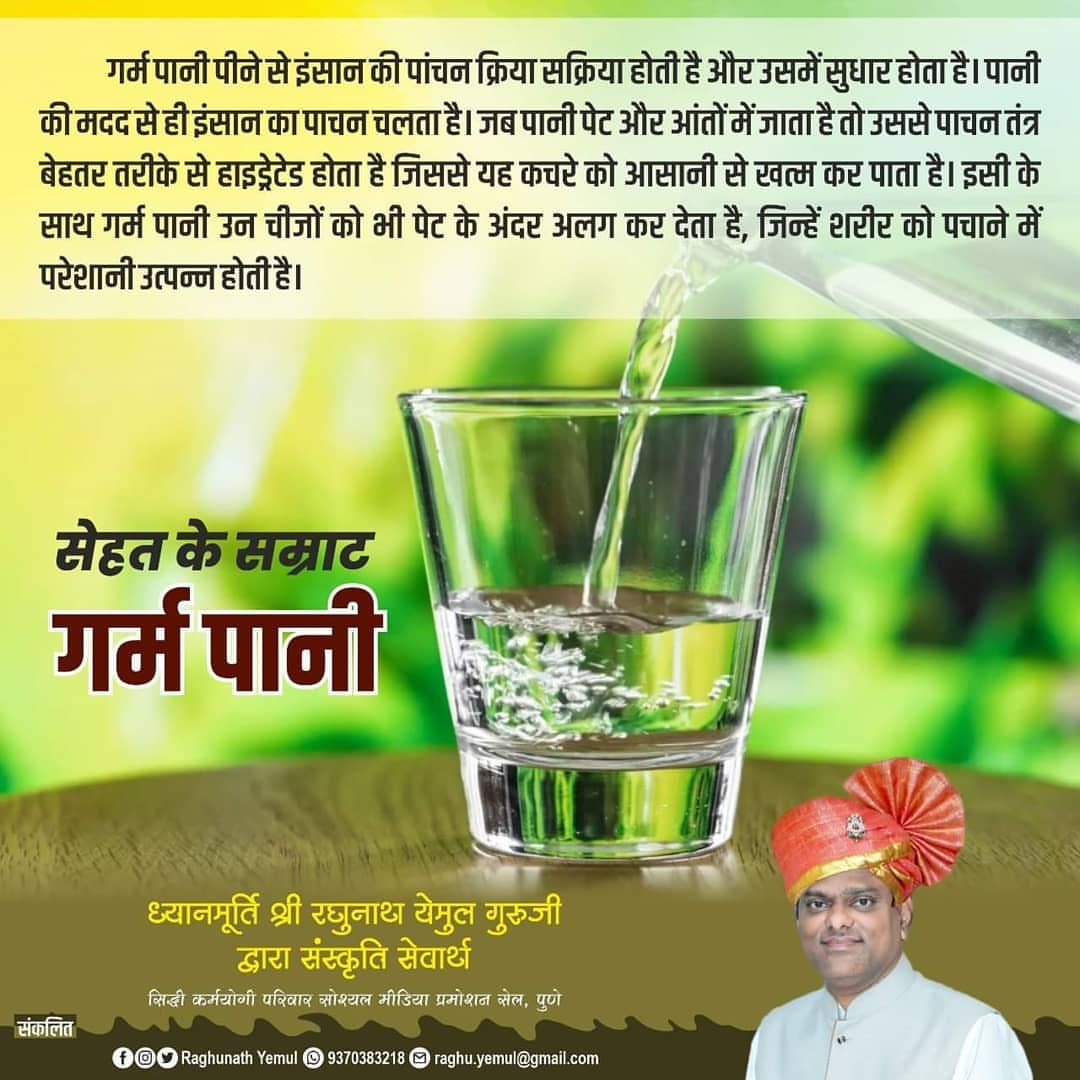 गर्म पानी पीने से इंसान की पांचन क्रिया सक्रिया होती है और उसमें सुधार होता है। पानी
की मदद से ही इंसान का पाचन चलता है। जब पानी पेट और आंतों में जाता है तो उससे पाचन तंत्र
बेहतर तरीके से हाइड्रेटेड होता है जिससे यह कचरे को आसानी से खत्म कर पाता है। इसी के
साथ गर्म पानी उन चीजों को भी पेट के अंदर अलग कर देता है, जिन्हें शरीर को पचाने में
परेशानी उत्पन्न होती है।
सेहत के सम्राट
गर्म पानी
ध्यानमूर्ति श्री रघुनाथ येमुल गुरुजी
द्वारा संस्कृति सेवार्थ
सिद्धी कर्मयोगी परिवार सोश्यल मीडिया प्रमोशन सेल, पुणे
संकलित
Raghunath Yemul 9370383218 raghu.yemul@gmail.com